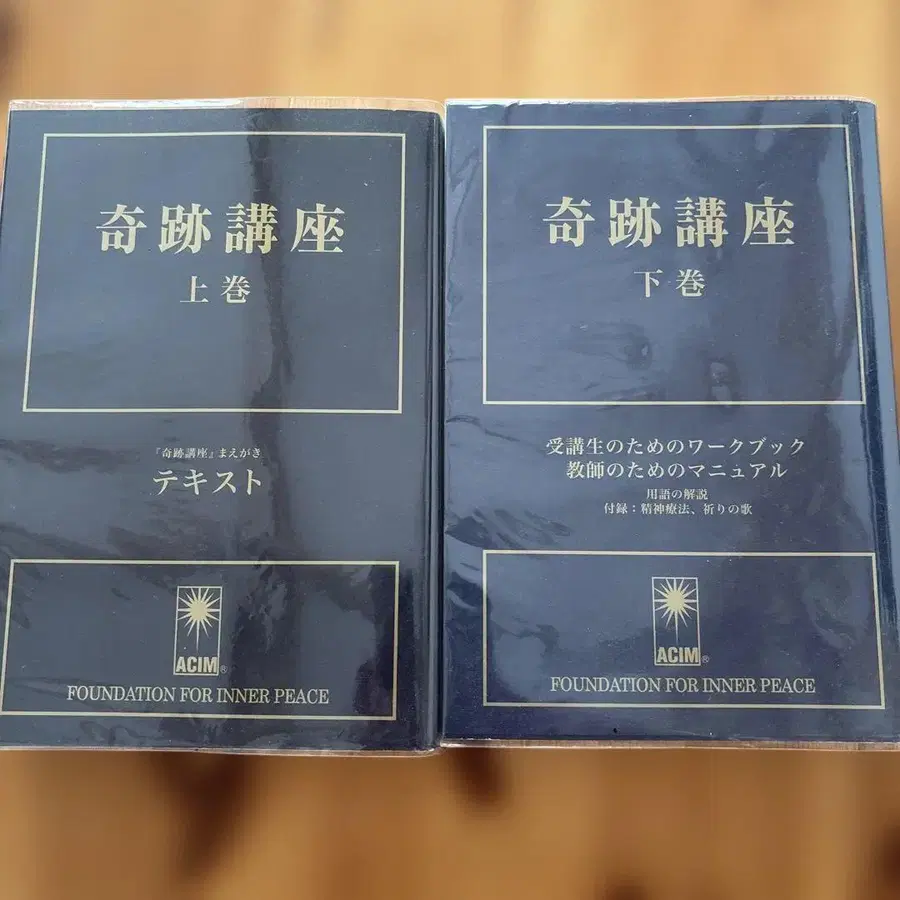 奇跡講座
上巻
『奇跡講座』まえがき
テキスト
ACIM®
FOUNDATION FOR INNER PEACE
奇跡講座
下巻
受講生のためのワークブック
教師のためのマニュアル
用語の解説
付録：精神療法、祈りの歌
ACIM®
FOUNDATION FOR INNER PEACE